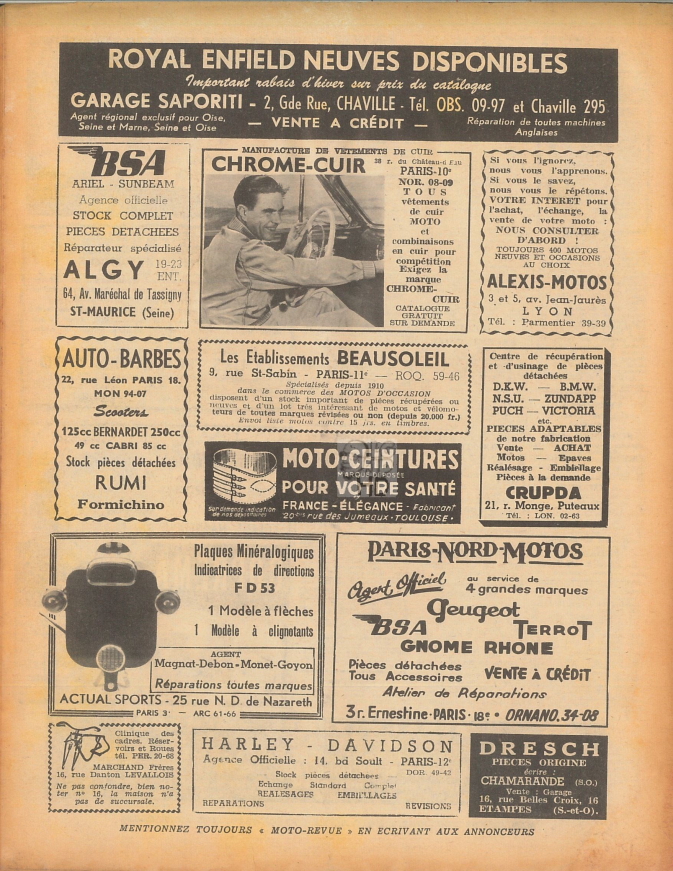 ROYAL ENFIELD NEUVES DISPONIBLES
Important rabais d'hiver sur prix du catalogue
GARAGE SAPORITI - 2, Gde Rue, CHAVILLE - Tél. OBS. 09-97 et Chaville 295
Agent régional exclusif pour Oise,
Seine et Marne, Seine et Oise
— VENTE A CRÉDIT —
Réparation de toutes machines
Anglaises
BSA
ARIEL - SUNBEAM
Agence officielle
STOCK COMPLET
PIECES DETACHEES
Réparateur spécialisé
ALGY 19-23
ENT.
64, Av. Maréchal de Tassigny
ST-MAURICE (Seine)
MANUFACTURE DE VETEMENTS DE CUIR
CHROME-CUIR
38 r. du Château-d'Eau
PARIS-10e
NOR. 08-09
TOUS
vêtements
de cuir
MOTO
et
combinaisons
en cuir pour
compétition
Exigez la
marque
CHROME-
CUIR
CATALOGUE
GRATUIT
SUR DEMANDE
Si vous l'ignorez,
nous vous l'apprenons.
Si vous le savez,
nous vous le répétons.
VOTRE INTERET pour
l'achat, l'échange, la
vente de votre moto :
NOUS CONSULTER
D'ABORD !
TOUJOURS 400 MOTOS
NEUVES ET OCCASIONS
AU CHOIX
ALEXIS-MOTOS
3 et 5, av. Jean-Jaurès
LYON
Tél. : Parmentier 39-39
AUTO-BARBES
22, rue Léon PARIS 18.
MON 94-07
Scooters
125cc BERNARDET 250cc
49 cc CABRI 85 cc
Stock pièces détachées
RUMI
Formichino
Les Etablissements BEAUSOLEIL
9, rue St-Sabin - PARIS-11e — ROQ. 59-46
Spécialisés depuis 1910
dans le commerce des MOTOS D'OCCASION
disposent d'un stock important de pièces récupérées ou
neuves et d'un lot très intéressant de motos et vélomo-
teurs de toutes marques révisées ou non (depuis 20.000 fr.)
Envoi liste motos contre 15 frs. en timbres.
MOTO-CEINTURES
MARQUE DÉPOSÉE
POUR VOTRE SANTÉ
FRANCE - ÉLÉGANCE - Fabricant
20 bis rue des Jumeaux - TOULOUSE -
Sur demande indication
de nos dépositaires
Centre de récupération
et d'usinage de pièces
détachées
D.K.W. — B.M.W.
N.S.U. — ZUNDAPP
PUCH — VICTORIA
etc.
PIECES ADAPTABLES
de notre fabrication
Vente — ACHAT
Motos — Epaves
Réalésage - Embiellage
Pièces à la demande
CRUPDA
21, r. Monge, Puteaux
Tél. : LON. 02-63
Plaques Minéralogiques
Indicatrices de directions
FD 53
1 Modèle à flèches
1 Modèle à clignotants
AGENT
Magnat-Debon - Monet-Goyon
Réparations toutes marques
ACTUAL SPORTS - 25 rue N. D. de Nazareth
PARIS 3e - ARC 61-66
PARIS-NORD-MOTOS
Agent Officiel au service de
4 grandes marques
Peugeot
BSA TERROT
GNOME RHONE
Pièces détachées
Tous Accessoires
VENTE à CRÉDIT
Atelier de Réparations
3 r. Ernestine - PARIS - 18e • ORNANO. 34-08
Clinique des
cadres. Réser-
voirs et Roues
tél. PER. 20-68
MARCHAND Frères
16, rue Danton LEVALLOIS
Ne pas confondre, bien no-
ter n° 16, la maison n'a
pas de succursale.
HARLEY - DAVIDSON
Agence Officielle : 14, bd Soult - PARIS-12e
Stock pièces détachées — DOR. 49-42
Echange Standard Complet
REALESAGES EMBIELLAGES
REPARATIONS REVISIONS
DRESCH
PIECES ORIGINE
écrire :
CHAMARANDE (S.O.)
Vente : Garage
16, rue Belles Croix, 16
ETAMPES (S.-et-O).
MENTIONNEZ TOUJOURS « MOTO-REVUE » EN ECRIVANT AUX ANNONCEURS